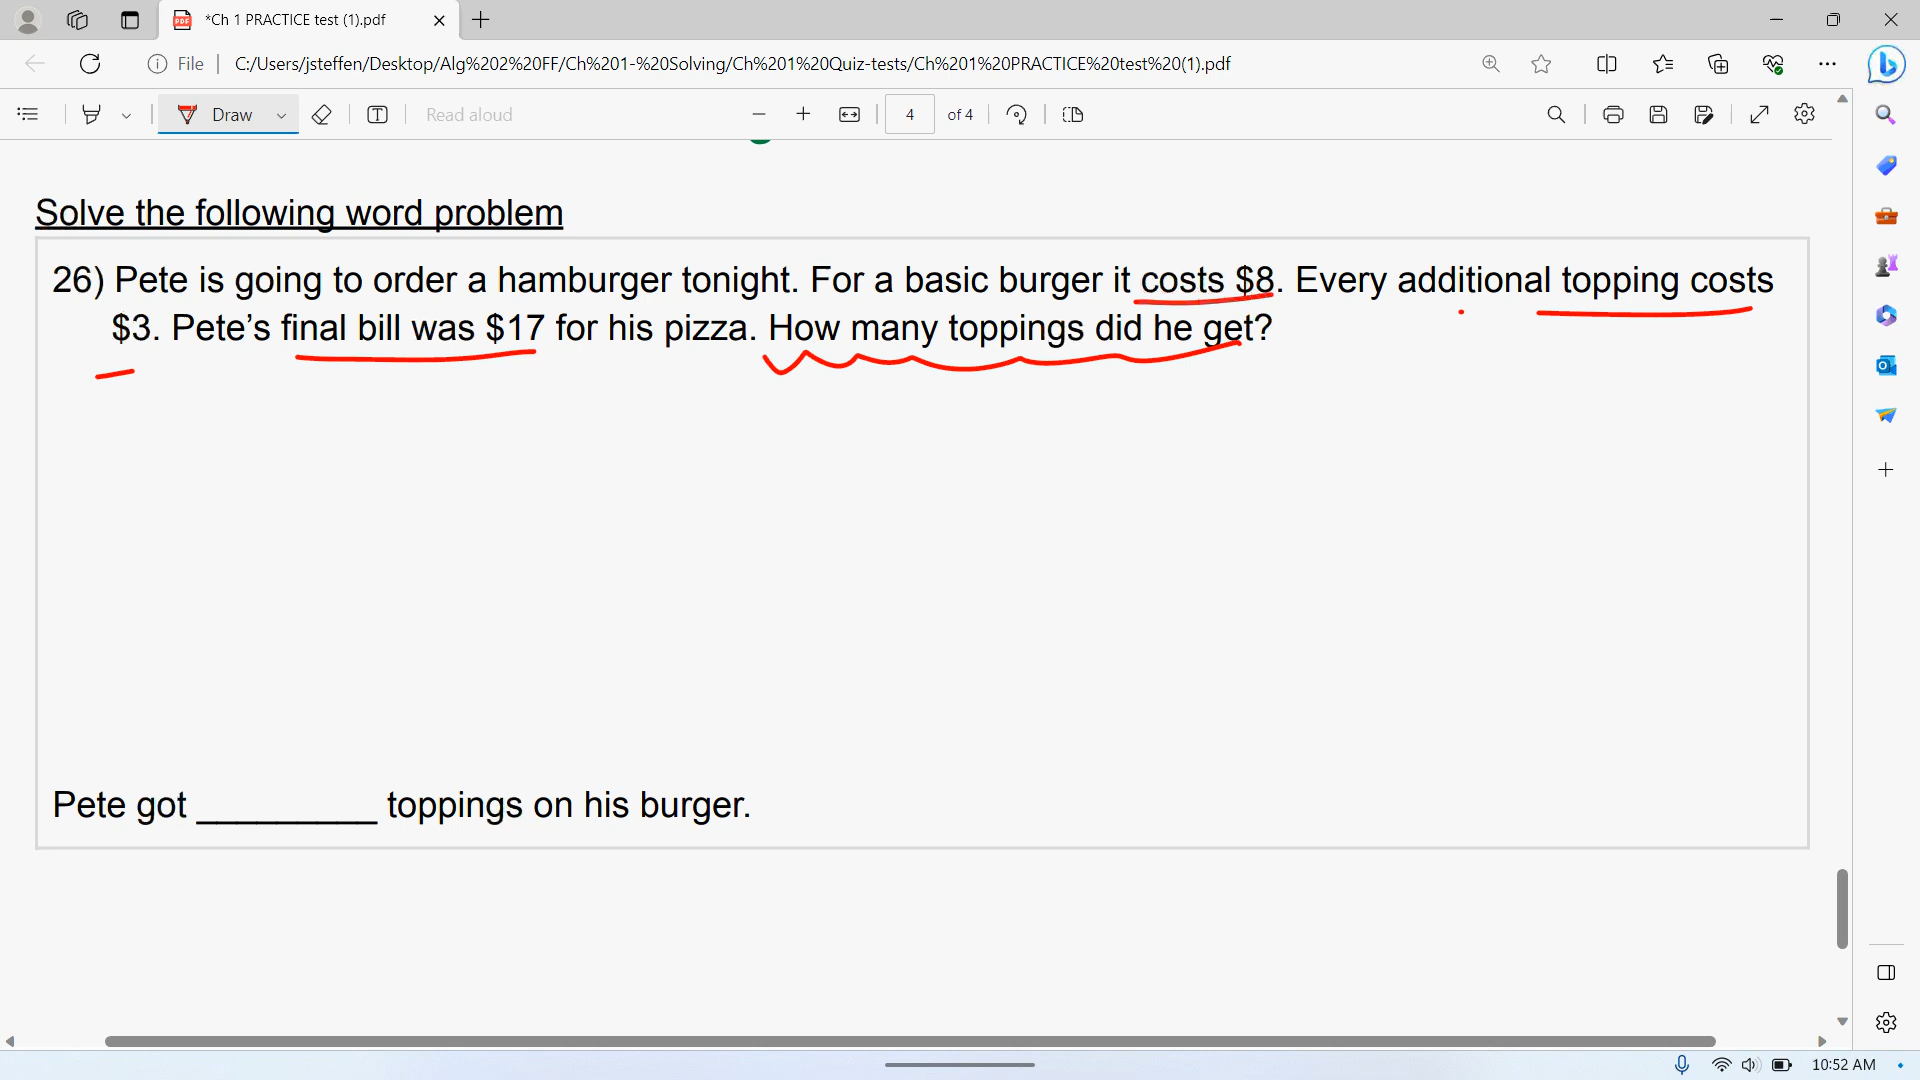 *Ch 1 PRACTICE test (1).pdf
File
C:/Users/jsteffen/Desktop/Alg%202%20FF/Ch%201-%20Solving/Ch%201%20Quiz-tests/Ch%201%20PRACTICE%20test%20(1).pdf
Draw
Read aloud
4 of 4
Solve the following word problem
26) Pete is going to order a hamburger tonight. For a basic burger it costs $8. Every additional topping costs
$3. Pete's final bill was $17 for his pizza. How many toppings did he get?
Pete got _________ toppings on his burger.
10:52 AM